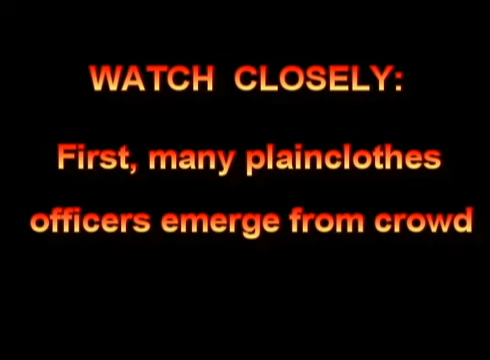 WATCH CLOSELY:
First, many plainclothes
officers emerge from crowd